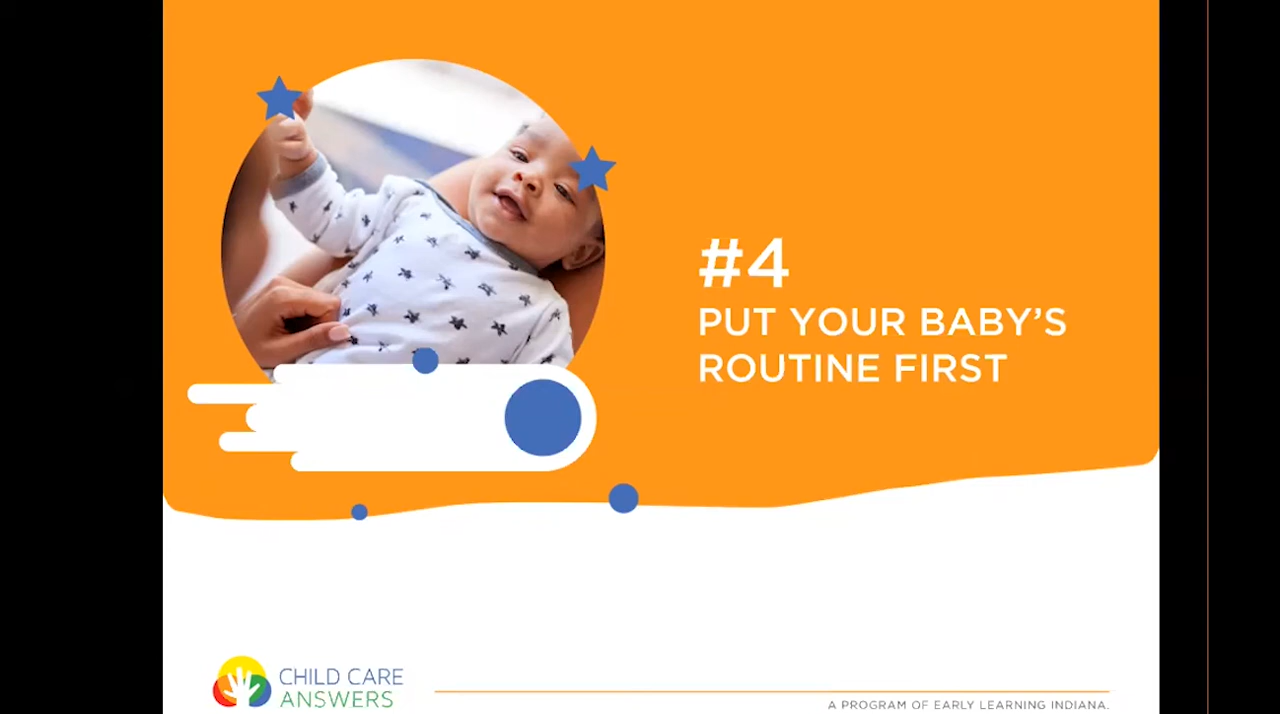 #4
PUT YOUR BABY'S
ROUTINE FIRST
CHILD CARE
ANSWERS
A PROGRAM OF EARLY LEARNING INDIANA.